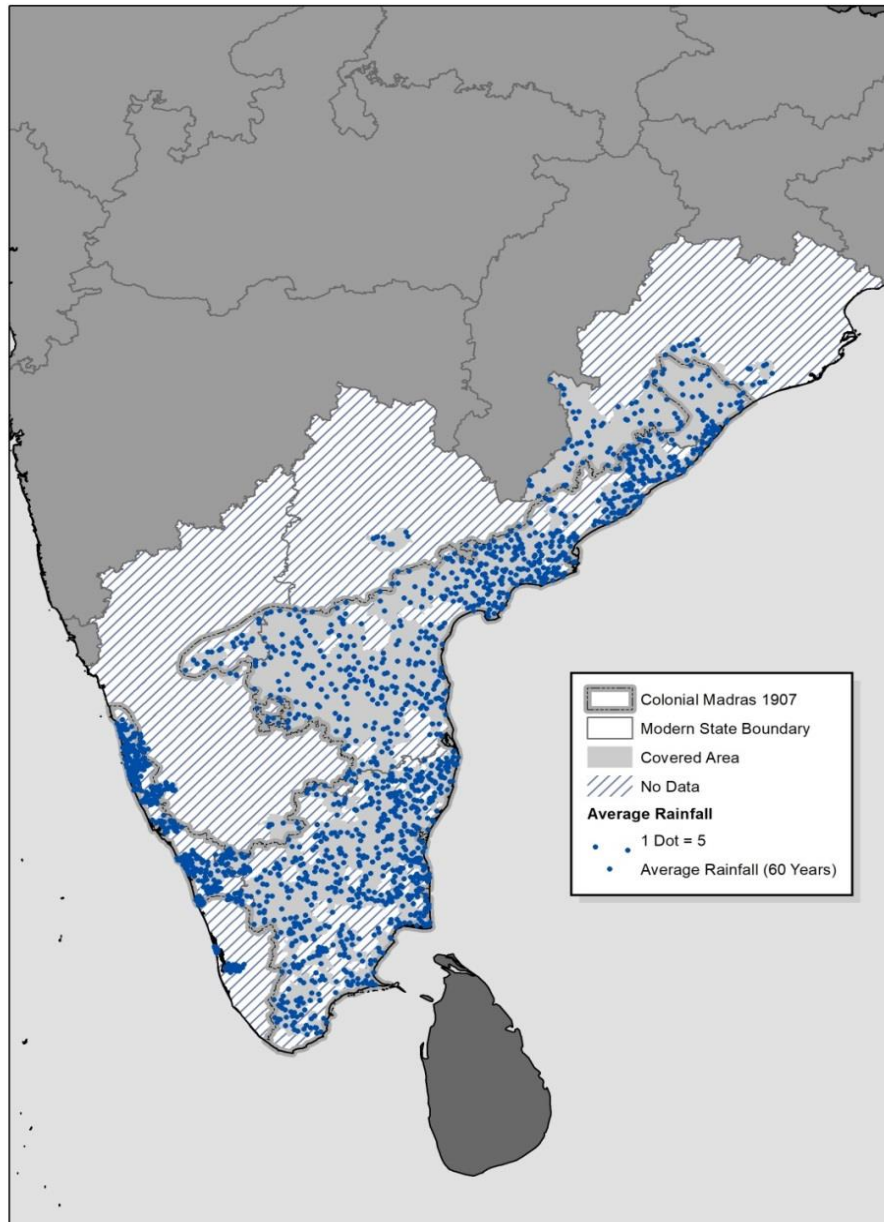 Colonial Madras 1907
Modern State Boundary
Covered Area
No Data
Average Rainfall
1 Dot = 5
Average Rainfall (60 Years)